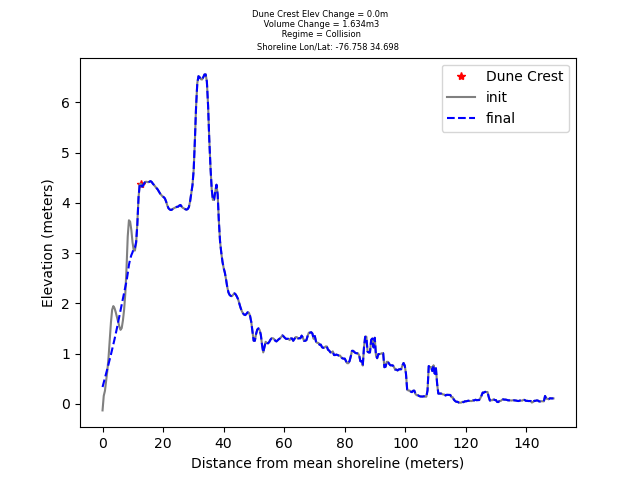 Dune Crest Elev Change = 0.0m
Volume Change = 1.634m3
Regime = Collision
Shoreline Lon/Lat: -76.758 34.698
Dune Crest
init
final
Elevation (meters)
6
5
4
3
2
1
0
0 20 40 60 80 100 120 140
Distance from mean shoreline (meters)